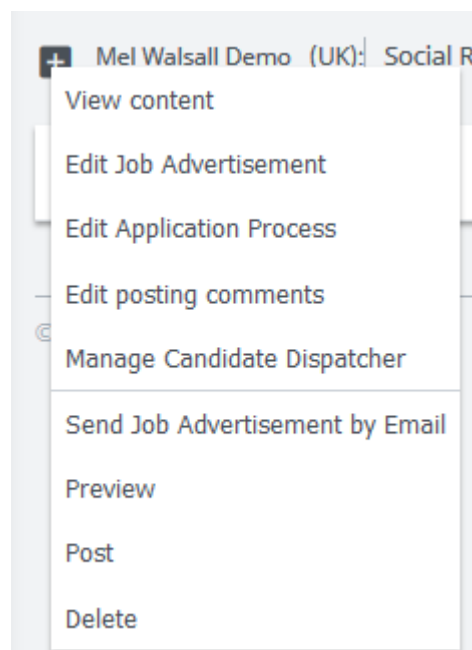 Mel Walsall Demo (UK): Social R
View content
Edit Job Advertisement
Edit Application Process
Edit posting comments
©
Manage Candidate Dispatcher
Send Job Advertisement by Email
Preview
Post
Delete